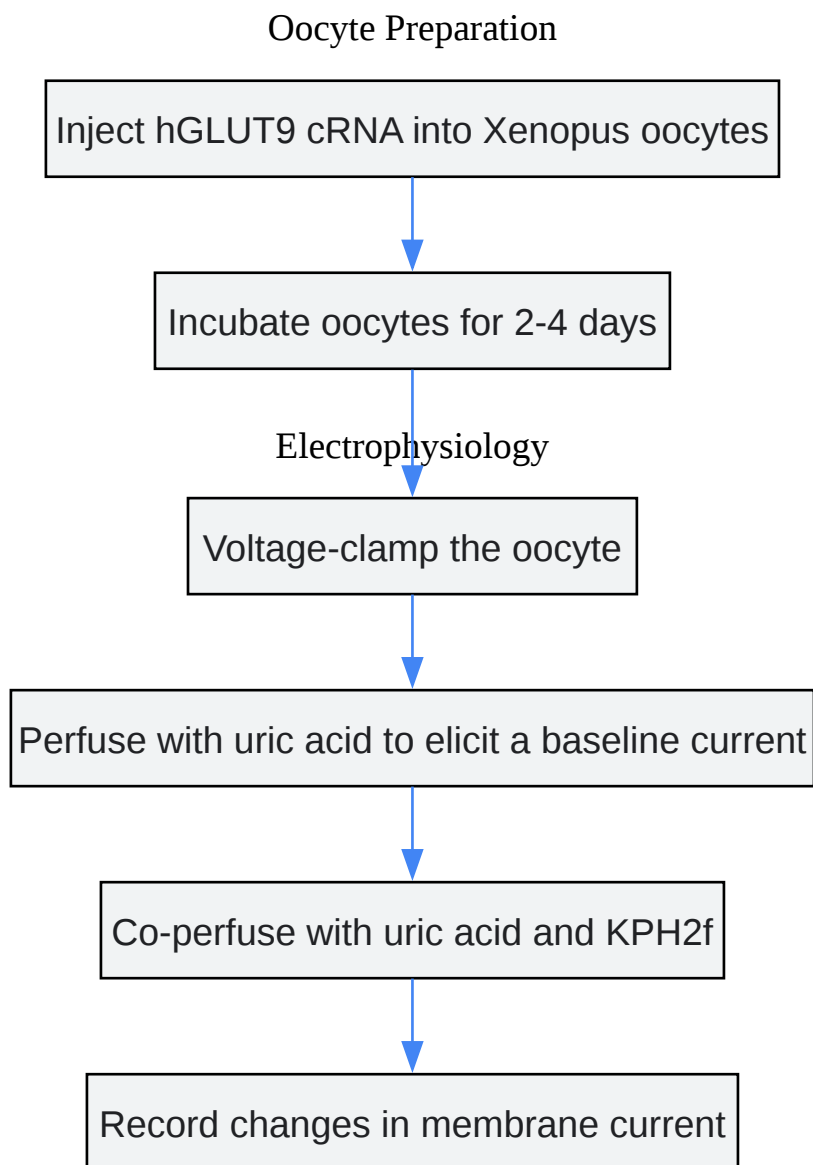 Oocyte Preparation
Inject hGLUT9 cRNA into Xenopus oocytes
Incubate oocytes for 2-4 days
Electrophysiology
Voltage-clamp the oocyte
Perfuse with uric acid to elicit a baseline current
Co-perfuse with uric acid and KPH2f
Record changes in membrane current